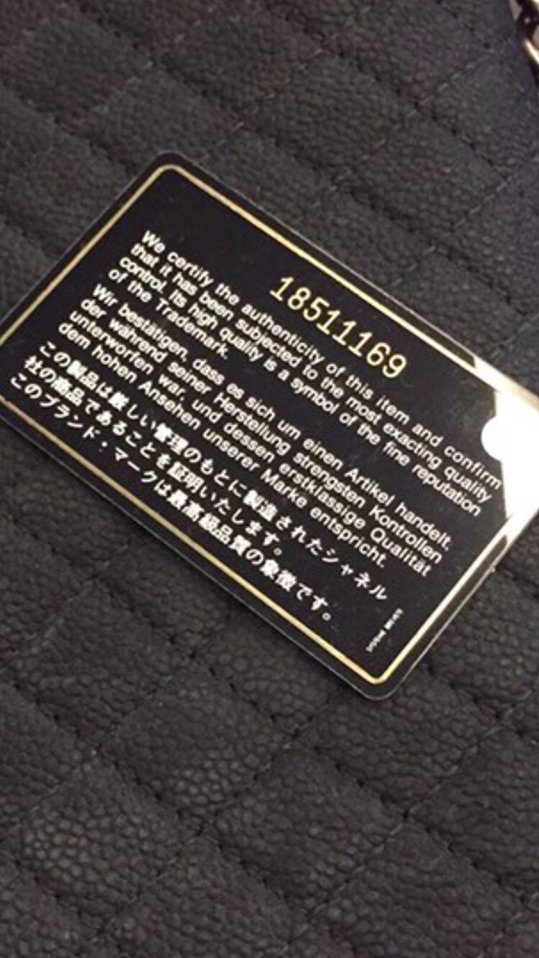 18511169
We certify the authenticity of this item and confirm
that it has been subjected to the most exacting quality
control. Its high quality is a symbol of the fine reputation
of the Trademark.
Wir bestätigen, dass es sich um einen Artikel handelt,
der während seiner Herstellung strengsten Kontrollen
unterworfen war, und dessen erstklassige Qualität
dem hohen Ansehen unserer Marke entspricht.
この製品は厳しい管理のもとに製造されたシャネル
社の商品であることを証明いたします。
このブランド・マークは最高級品質の象徴です。